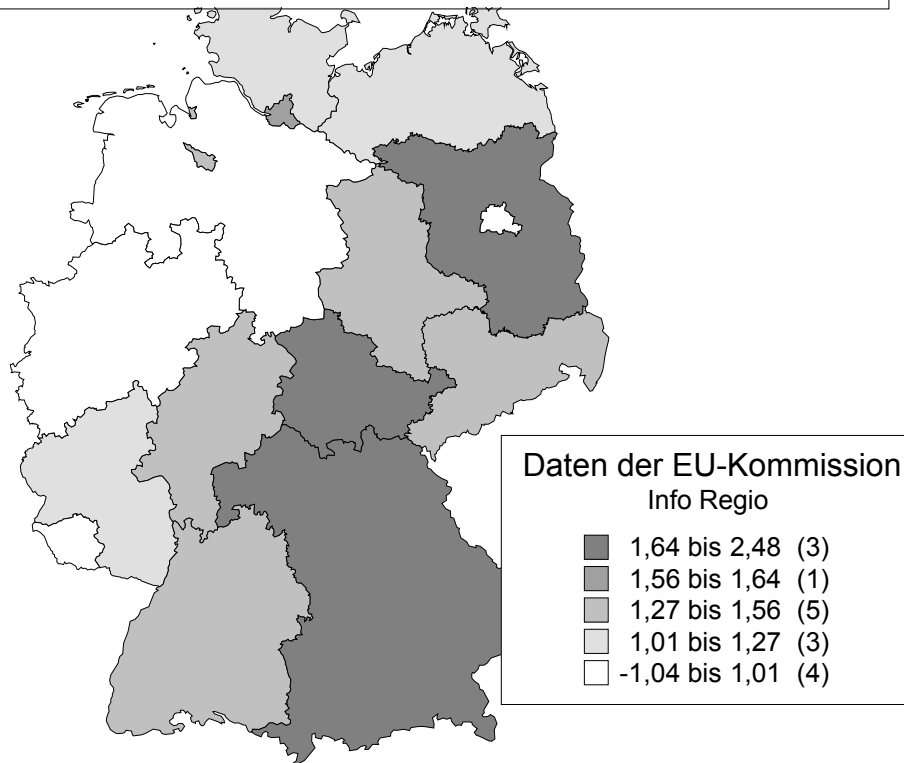 Daten der EU-Kommission
Info Regio
1,64 bis 2,48 (3)
1,56 bis 1,64 (1)
1,27 bis 1,56 (5)
1,01 bis 1,27 (3)
-1,04 bis 1,01 (4)